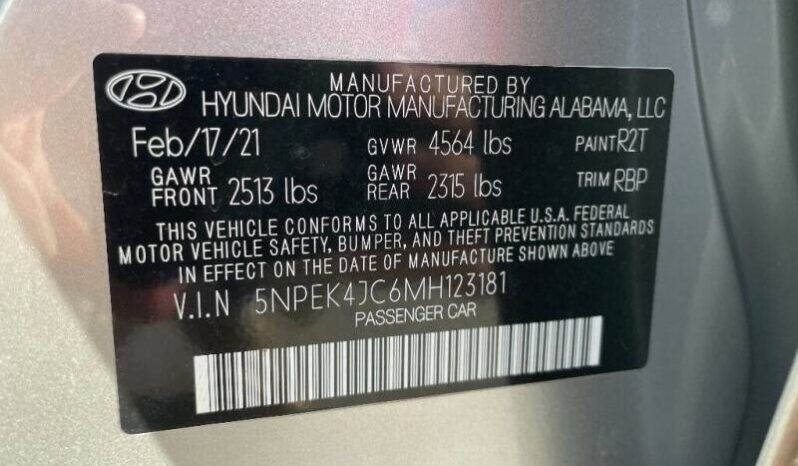 MANUFACTURED BY
HYUNDAI MOTOR MANUFACTURING ALABAMA, LLC
Feb/17/21 GVWR 4564 lbs PAINT R2T
GAWR FRONT 2513 lbs GAWR REAR 2315 lbs TRIM RBP
THIS VEHICLE CONFORMS TO ALL APPLICABLE U.S.A. FEDERAL
MOTOR VEHICLE SAFETY, BUMPER, AND THEFT PREVENTION STANDARDS
IN EFFECT ON THE DATE OF MANUFACTURE SHOWN ABOVE
V.I.N 5NPEK4JC6MH123181
PASSENGER CAR